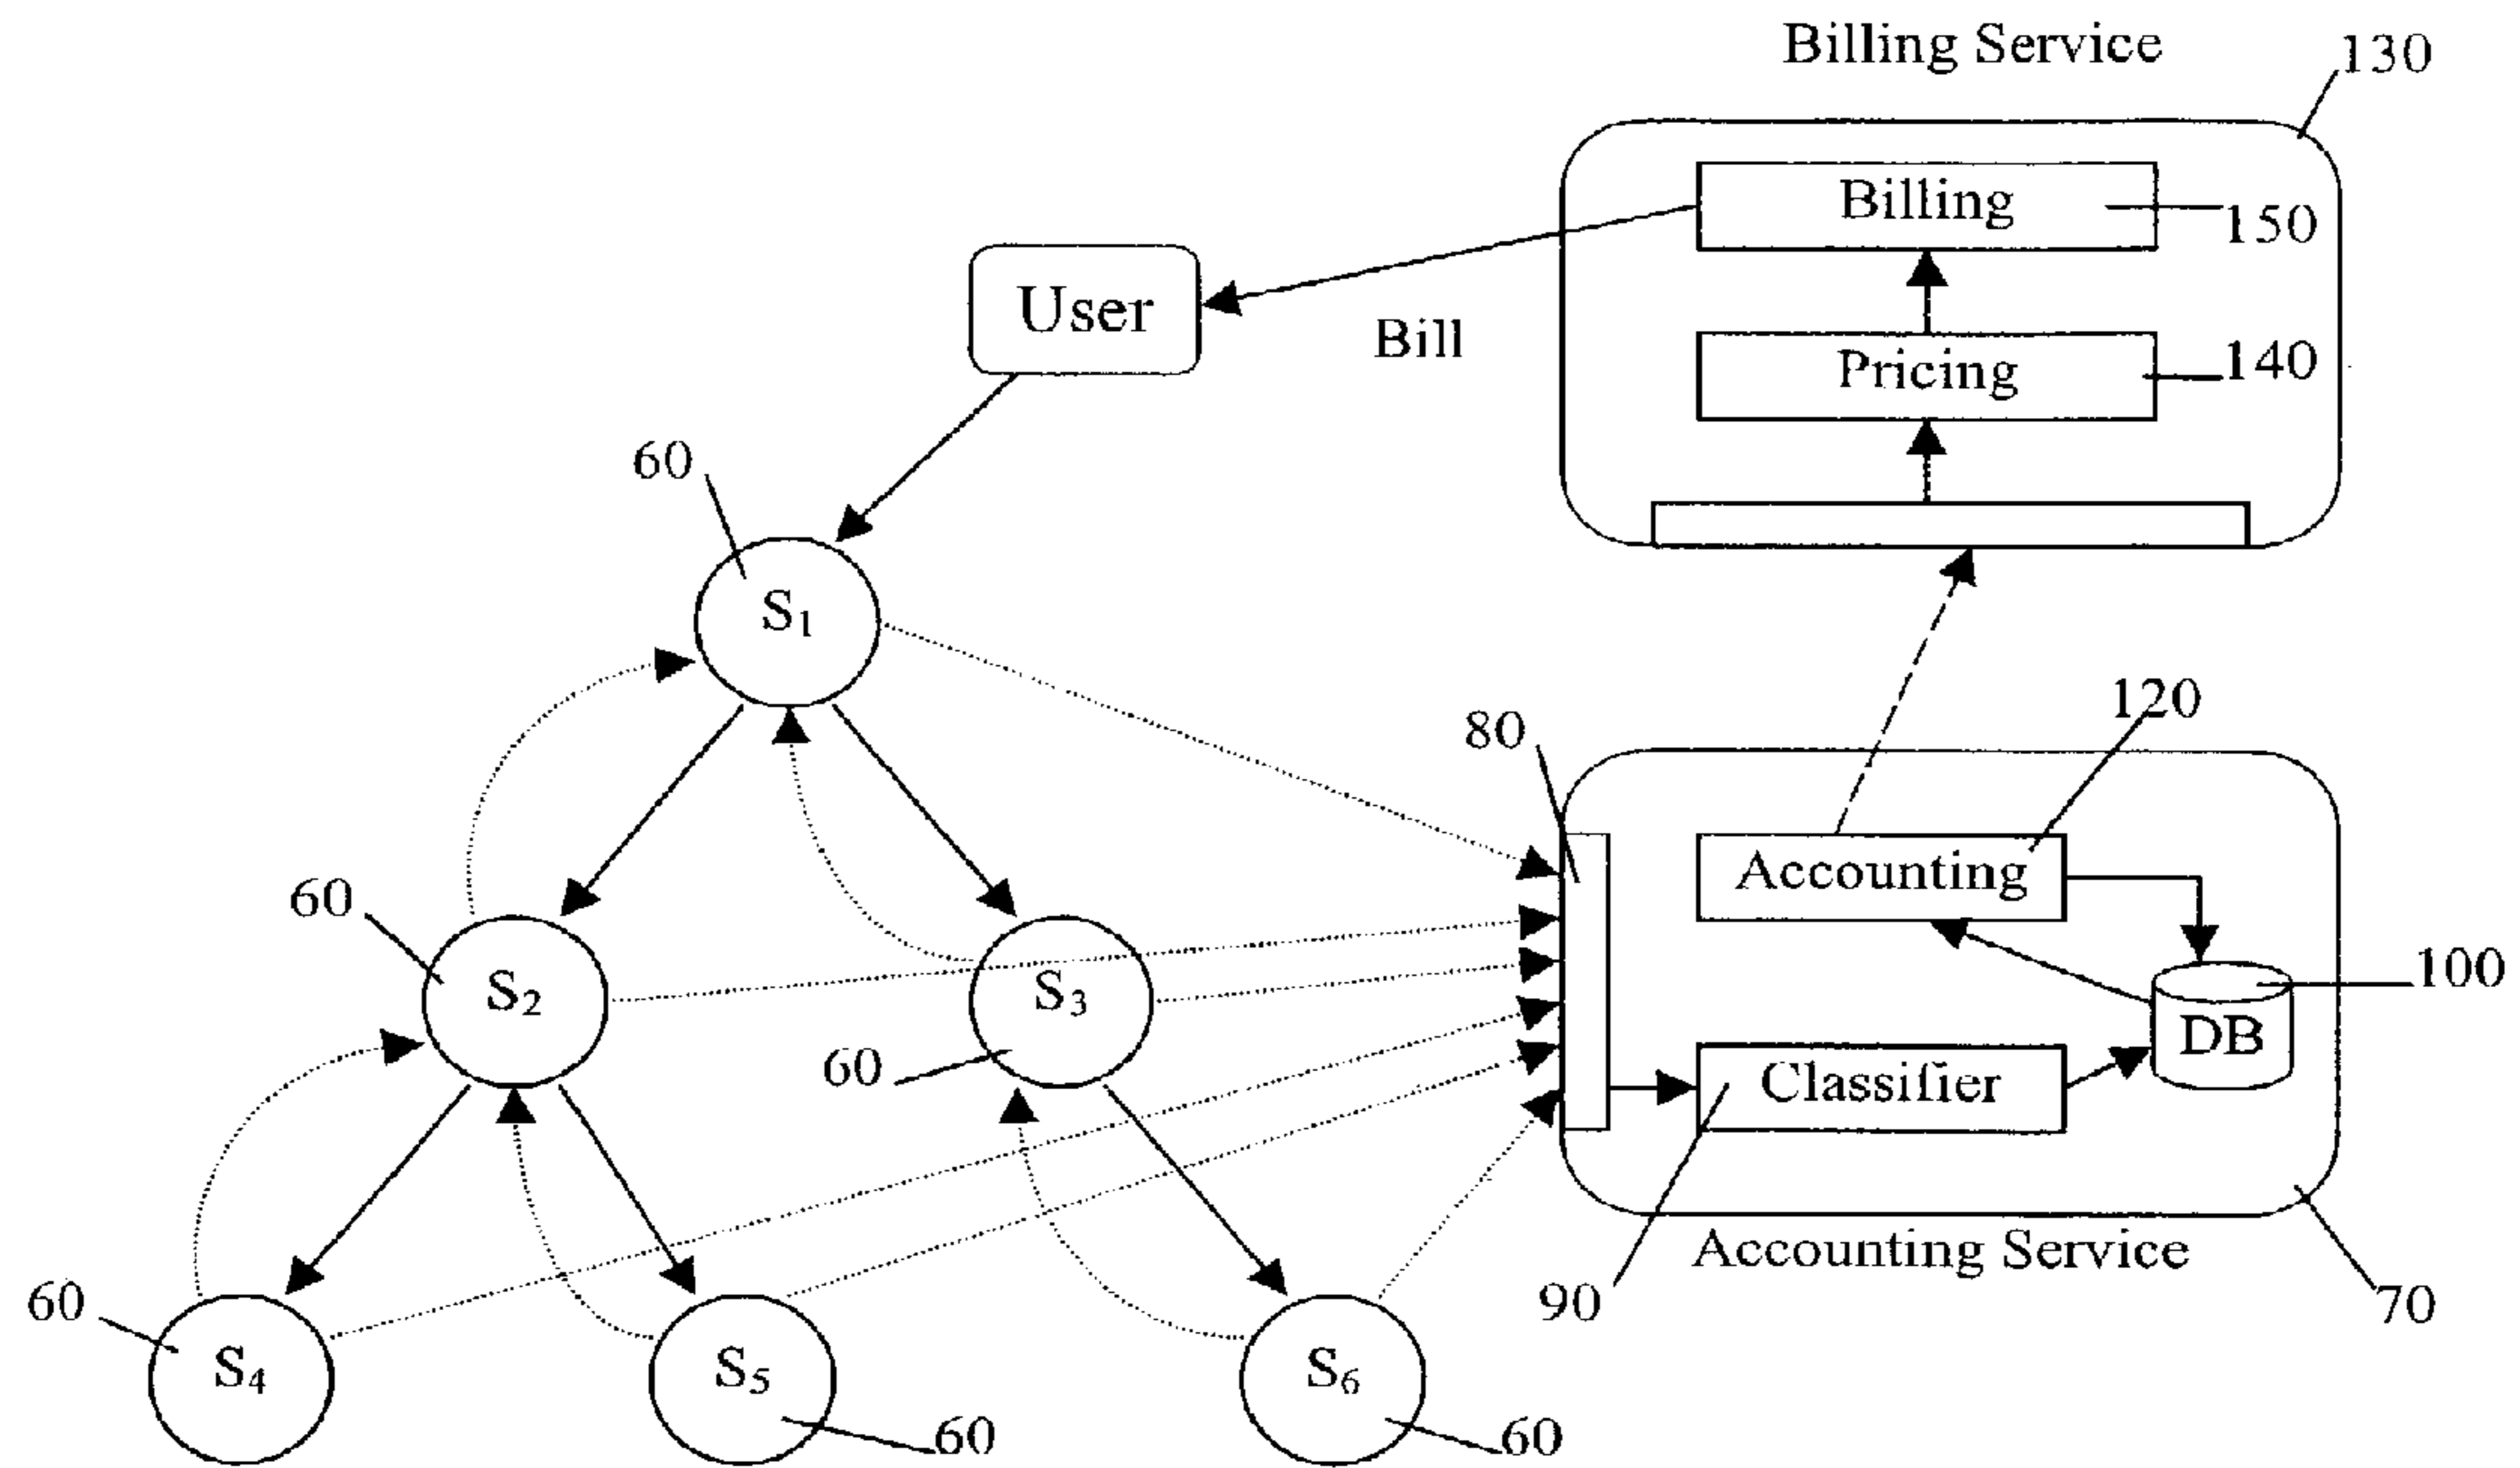 Billing Service
130
Billing
150
User
Bill
Pricing
140
60
S₁
120
80
Accounting
60
S₂
S₃
100
DB
60
Classifier
Accounting Service
60
90
70
S₄
S₅
S₆
60
60